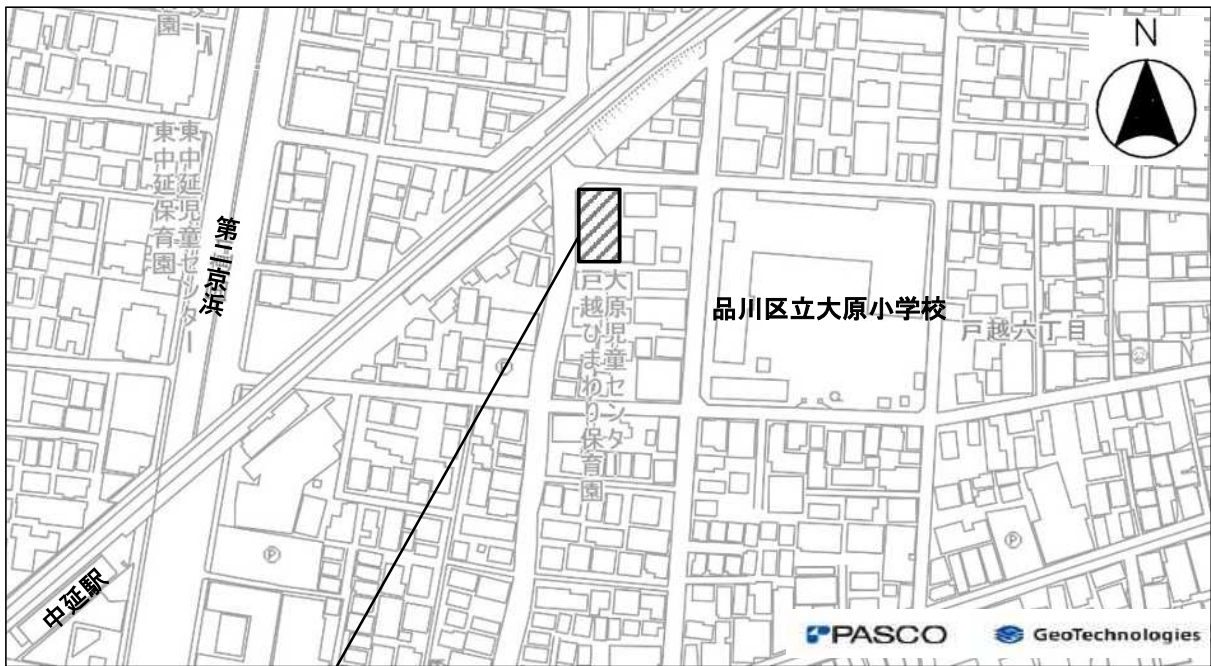 園
N
東中延児童センター
東中延保育園
第二京浜
大原児童センター
戸越ひまわり保育園
品川区立大原小学校
戸越六丁目
P
P
P
中延駅
PASCO
GeoTechnologies